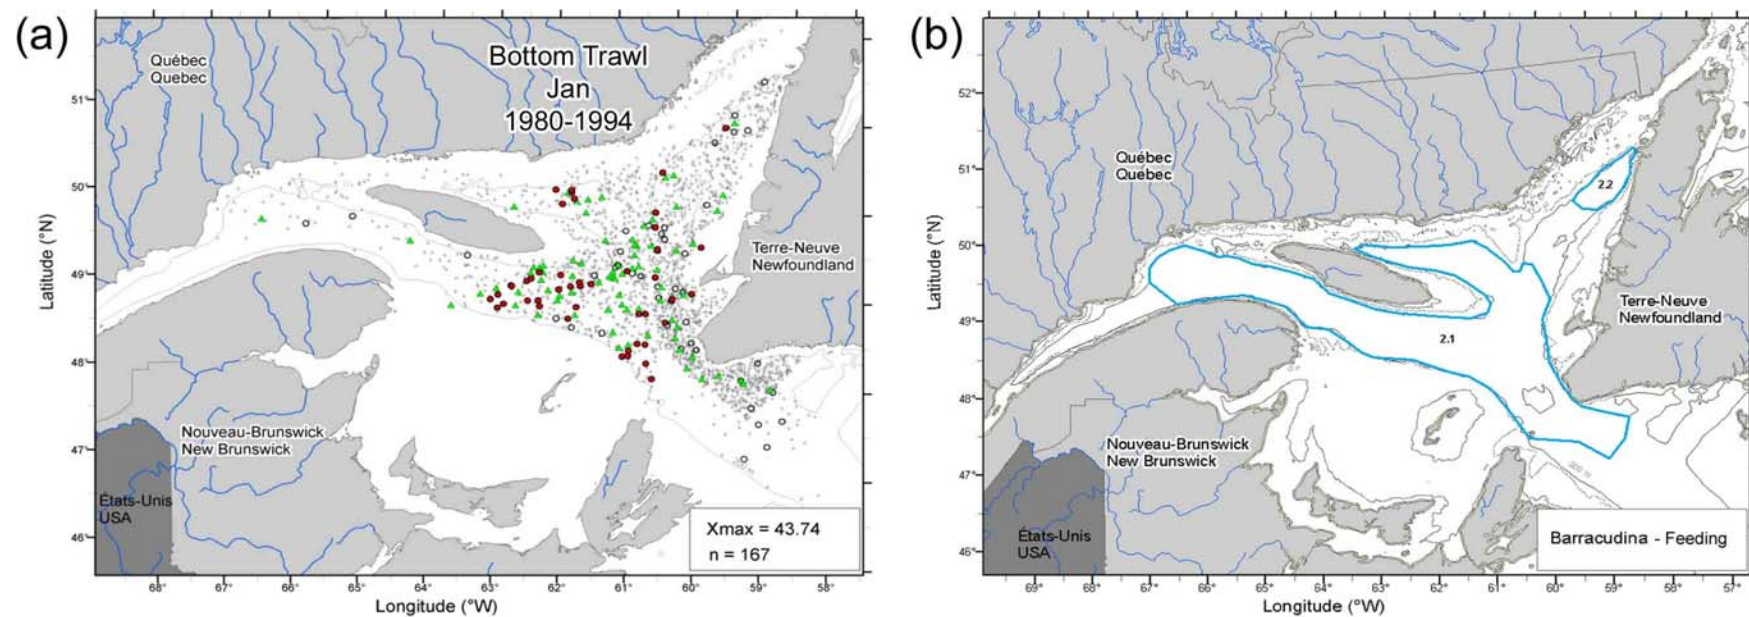 (a)
Bottom Trawl
Jan
1980-1994
Québec
Quebec
Terre-Neuve
Newfoundland
Nouveau-Brunswick
New Brunswick
États-Unis
USA
Xmax = 43.74
n = 167
51°
50°
49°
48°
47°
46°
Latitude (°N)
68° 67° 66° 65° 64° 63° 62° 61° 60° 59° 58°
Longitude (°W)
(b)
Québec
Québec
2.2
2.1
Terre-Neuve
Newfoundland
Nouveau-Brunswick
New Brunswick
États-Unis
USA
Barracudina - Feeding
52°
51°
50°
49°
48°
47°
46°
Latitude (°N)
69° 68° 67° 66° 65° 64° 63° 62° 61° 60° 59° 58° 57°
Longitude (°W)